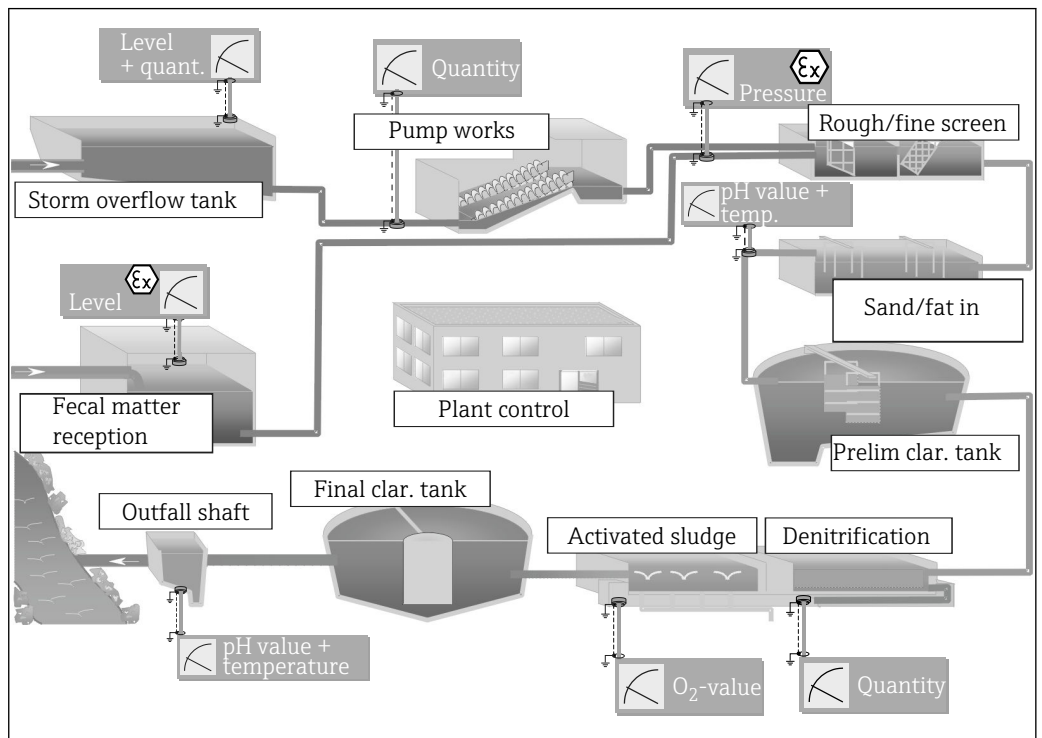 Level
+ quant.
Quantity
Pump works
Ex
Pressure
Rough/fine screen
Storm overflow tank
pH value +
temp.
Ex
Level
Sand/fat in
Fecal matter
reception
Plant control
Prelim clar. tank
Outfall shaft
Final clar. tank
Activated sludge
Denitrification
pH value +
temperature
O₂-value
Quantity